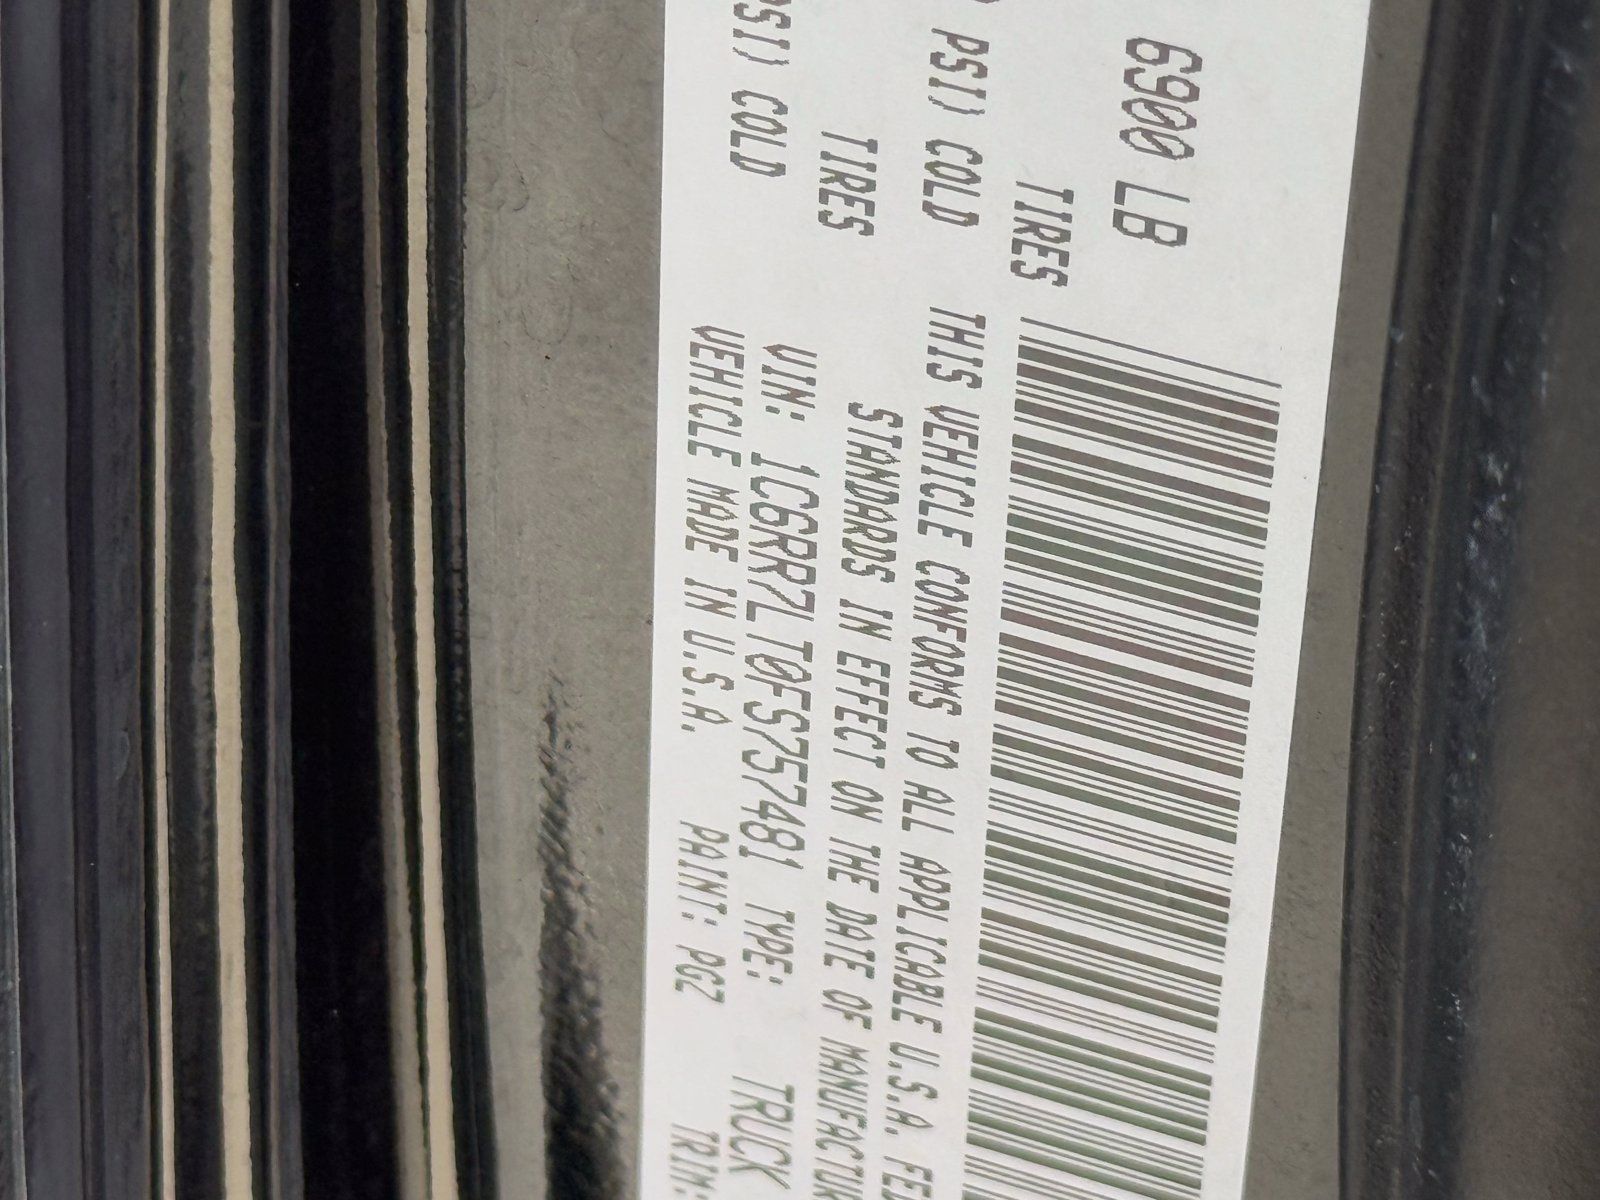 6900 LB
PSI) COLD
TIRES
PSI) COLD
TIRES
THIS VEHICLE CONFORMS TO ALL APPLICABLE U.S.A.
STANDARDS IN EFFECT ON THE DATE OF
VIN: 1C6RR7LT0FS757481 TYPE: TRUCK
VEHICLE MADE IN U.S.A. PAINT: PGZ TRIM: